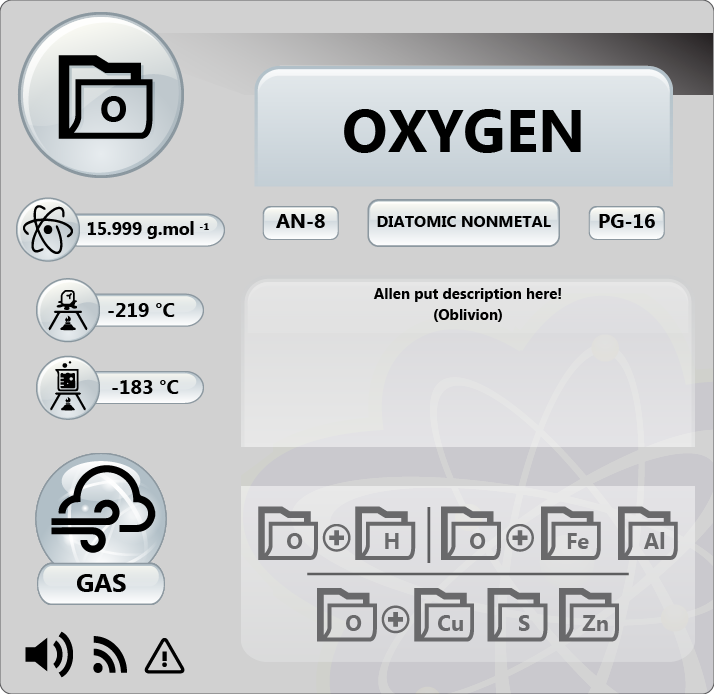 O
OXYGEN
15.999 g.mol -1
AN-8
DIATOMIC NONMETAL
PG-16
-219 °C
Allen put description here!
(Oblivion)
-183 °C
GAS
O + H | O + Fe Al
O + Cu S Zn